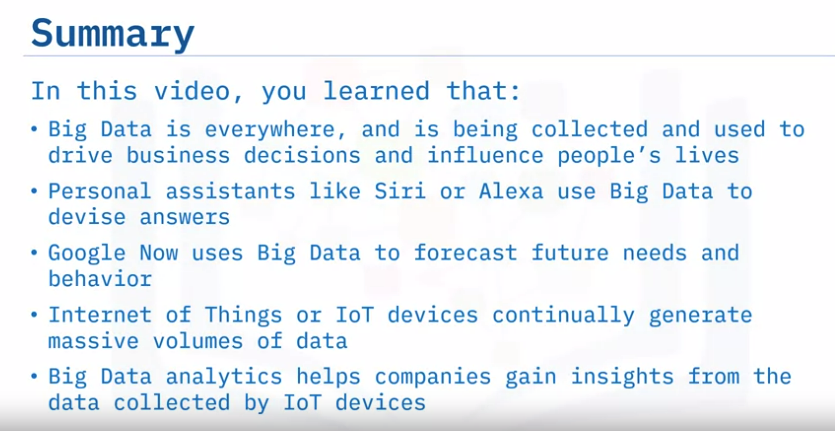 Summary
In this video, you learned that:
• Big Data is everywhere, and is being collected and used to
drive business decisions and influence people's lives
• Personal assistants like Siri or Alexa use Big Data to
devise answers
• Google Now uses Big Data to forecast future needs and
behavior
• Internet of Things or IoT devices continually generate
massive volumes of data
• Big Data analytics helps companies gain insights from the
data collected by IoT devices